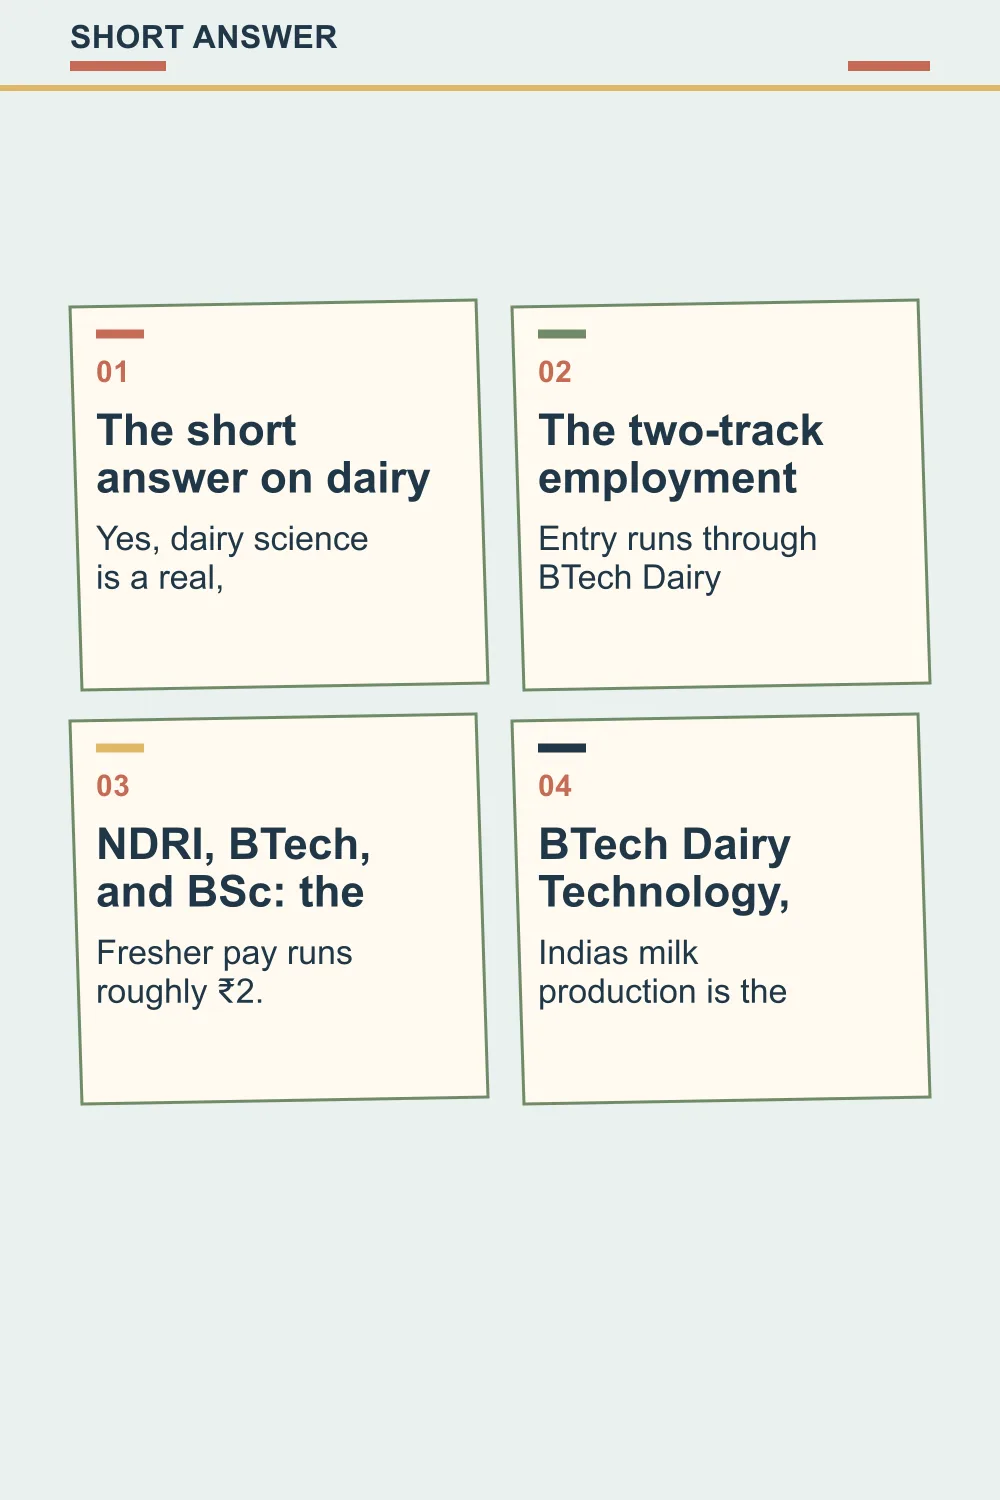 SHORT ANSWER
01
The short
answer on dairy
Yes, dairy science
is a real,
02
The two-track
employment
Entry runs through
BTech Dairy
03
NDRI, BTech,
and BSc: the
Fresher pay runs
roughly ₹2.
04
BTech Dairy
Technology,
Indias milk
production is the